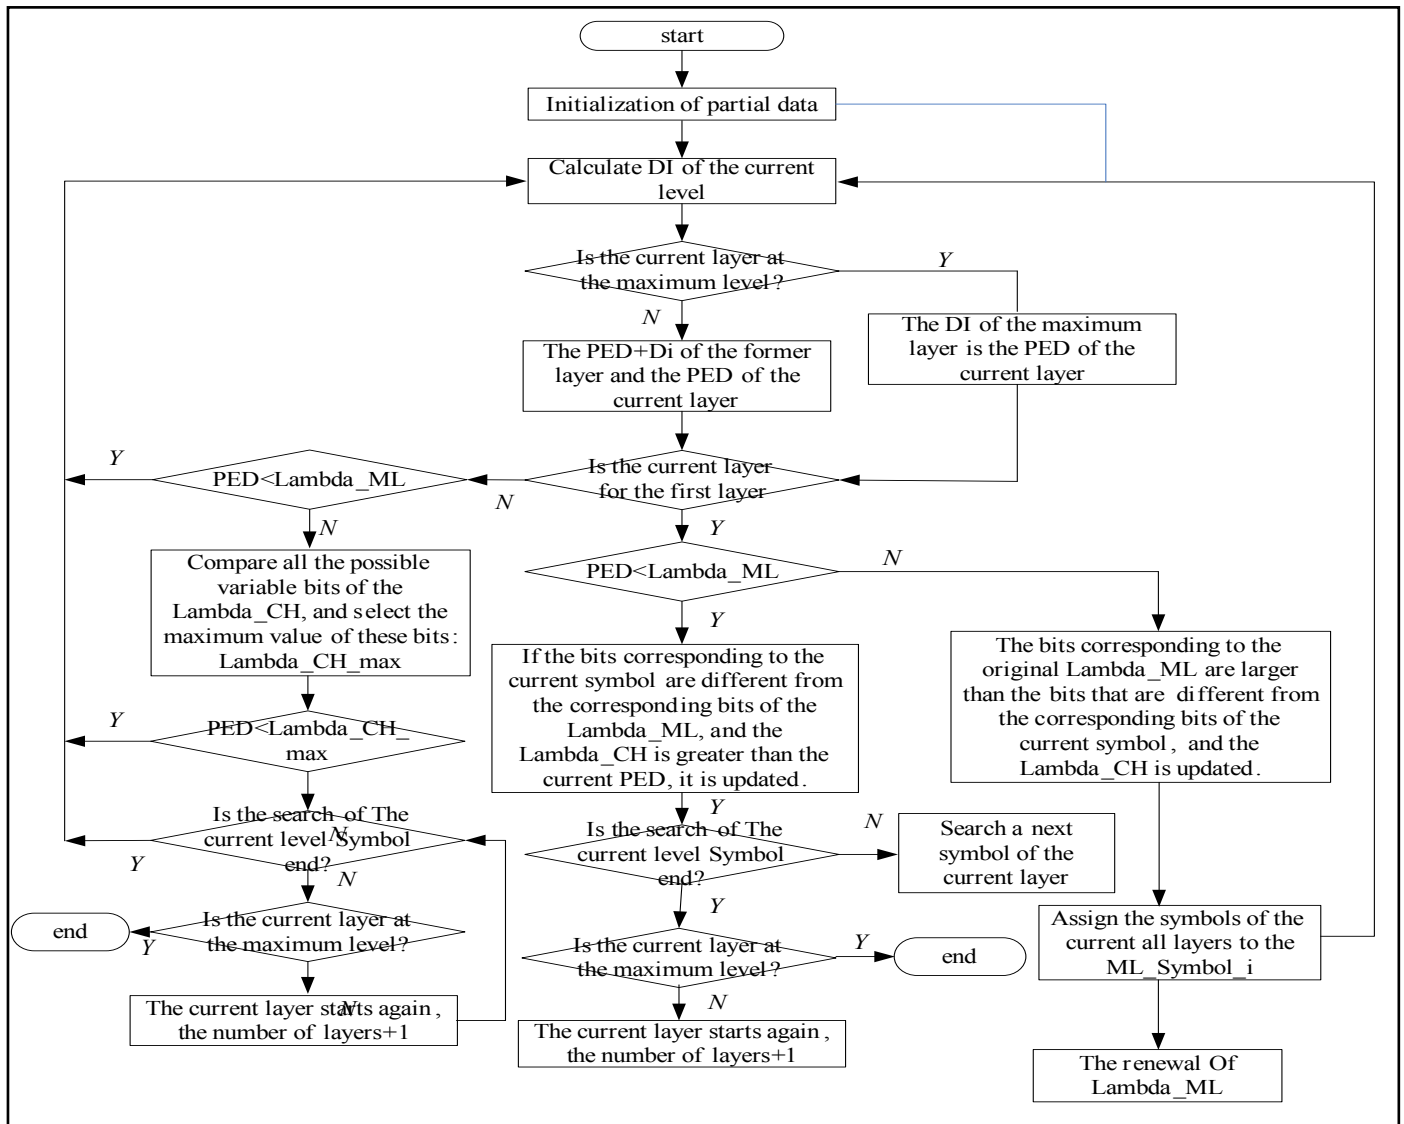 start
Initialization of partial data
Calculate DI of the current
level
Is the current layer at
the maximum level?
Y
N
The DI of the maximum
layer is the PED of the
current layer
The PED+Di of the former
layer and the PED of the
current layer
Y
PED<Lambda_ML
N
Is the current layer
for the first layer
N
Y
Compare all the possible
variable bits of the
Lambda_CH, and select the
maximum value of these bits:
Lambda_CH_max
PED<Lambda_ML
N
Y
If the bits corresponding to the
current symbol are different from
the corresponding bits of the
Lambda_ML, and the
Lambda_CH is greater than the
current PED, it is updated.
The bits corresponding to the
original Lambda_ML are larger
than the bits that are different from
the corresponding bits of the
current symbol, and the
Lambda_CH is updated.
Y
PED<Lambda_CH_
max
N
Y
Is the search of The
current level Symbol
end?
Y
N
Is the search of The
current level Symbol
end?
N
Y
Search a next
symbol of the
current layer
end
Y
Is the current layer at
the maximum level?
N
Is the current layer at
the maximum level?
Y
end
N
Assign the symbols of the
current all layers to the
ML_Symbol_i
The current layer starts again,
the number of layers+1
The current layer starts again,
the number of layers+1
The renewal Of
Lambda_ML